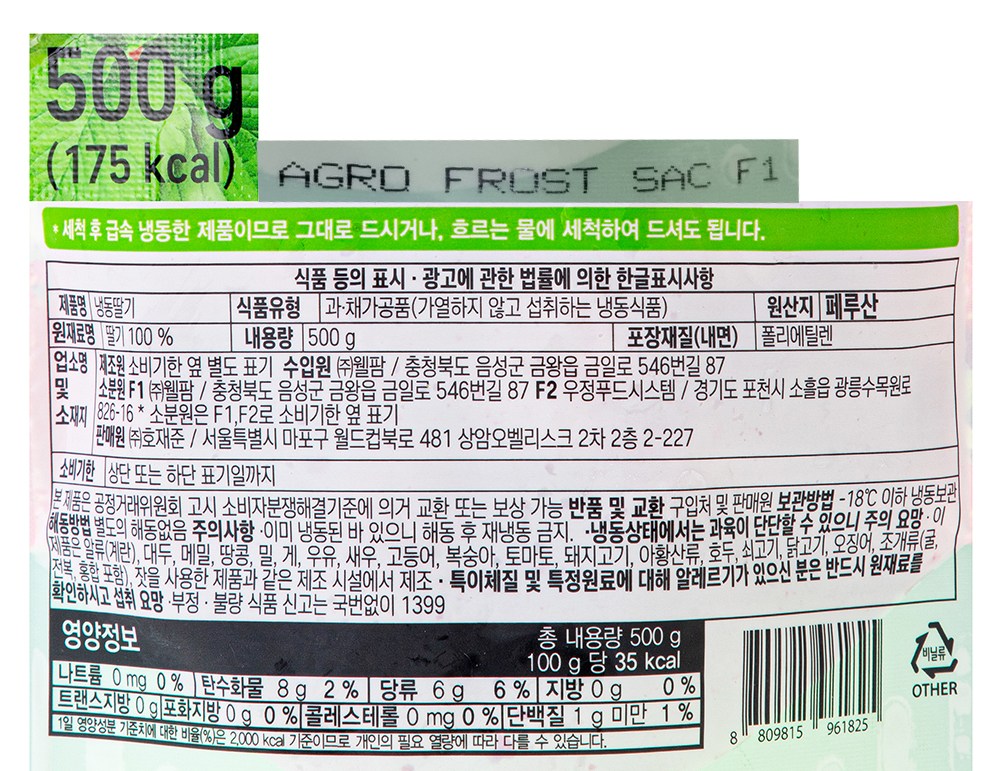 500 g
(175 kcal)
AGRO FROST SAC F1
* 세척 후 급속 냉동한 제품이므로 그대로 드시거나, 흐르는 물에 세척하여 드셔도 됩니다.
식품 등의 표시 · 광고에 관한 법률에 의한 한글표시사항
제품명 냉동딸기 식품유형 과·채가공품(가열하지 않고 섭취하는 냉동식품) 원산지 페루산
원재료명 딸기 100 % 내용량 500 g 포장재질(내면) 폴리에틸렌
업소명 및 소재지 제조원 소비기한 옆 별도 표기 수입원 ㈜웰팜 / 충청북도 음성군 금왕읍 금일로 546번길 87
소분원 F1 ㈜웰팜 / 충청북도 음성군 금왕읍 금일로 546번길 87 F2 우정푸드시스템 / 경기도 포천시 소흘읍 광릉수목원로
826-16 * 소분원은 F1,F2로 소비기한 옆 표기
판매원 ㈜호재준 / 서울특별시 마포구 월드컵북로 481 상암오벨리스크 2차 2층 2-227
소비기한 상단 또는 하단 표기일까지
본 제품은 공정거래위원회 고시 소비자분쟁해결기준에 의거 교환 또는 보상 가능 반품 및 교환 구입처 및 판매원 보관방법 -18℃ 이하 냉동보관
해동방법 별도의 해동없음 주의사항 ·이미 냉동된 바 있으니 해동 후 재냉동 금지. ·냉동상태에서는 과육이 단단할 수 있으니 주의 요망 · 이
제품은 알류(계란), 대두, 메밀, 땅콩, 밀, 게, 우유, 새우, 고등어, 복숭아, 토마토, 돼지고기, 아황산류, 호두, 쇠고기, 닭고기, 오징어, 조개류(굴,
전복, 홍합 포함), 잣을 사용한 제품과 같은 제조 시설에서 제조 · 특이체질 및 특정원료에 대해 알레르기가 있으신 분은 반드시 원재료를
확인하시고 섭취 요망 ·부정 · 불량 식품 신고는 국번없이 1399
영양정보 총 내용량 500 g
100 g 당 35 kcal
나트륨 0 mg 0 % 탄수화물 8 g 2 % 당류 6 g 6 % 지방 0 g 0 %
트랜스지방 0 g 포화지방 0 g 0 % 콜레스테롤 0 mg 0 % 단백질 1 g 미만 1 %
1일 영양성분 기준치에 대한 비율(%)은 2,000 kcal 기준이므로 개인의 필요 열량에 따라 다를 수 있습니다.
비닐류
OTHER
8 809815 961825